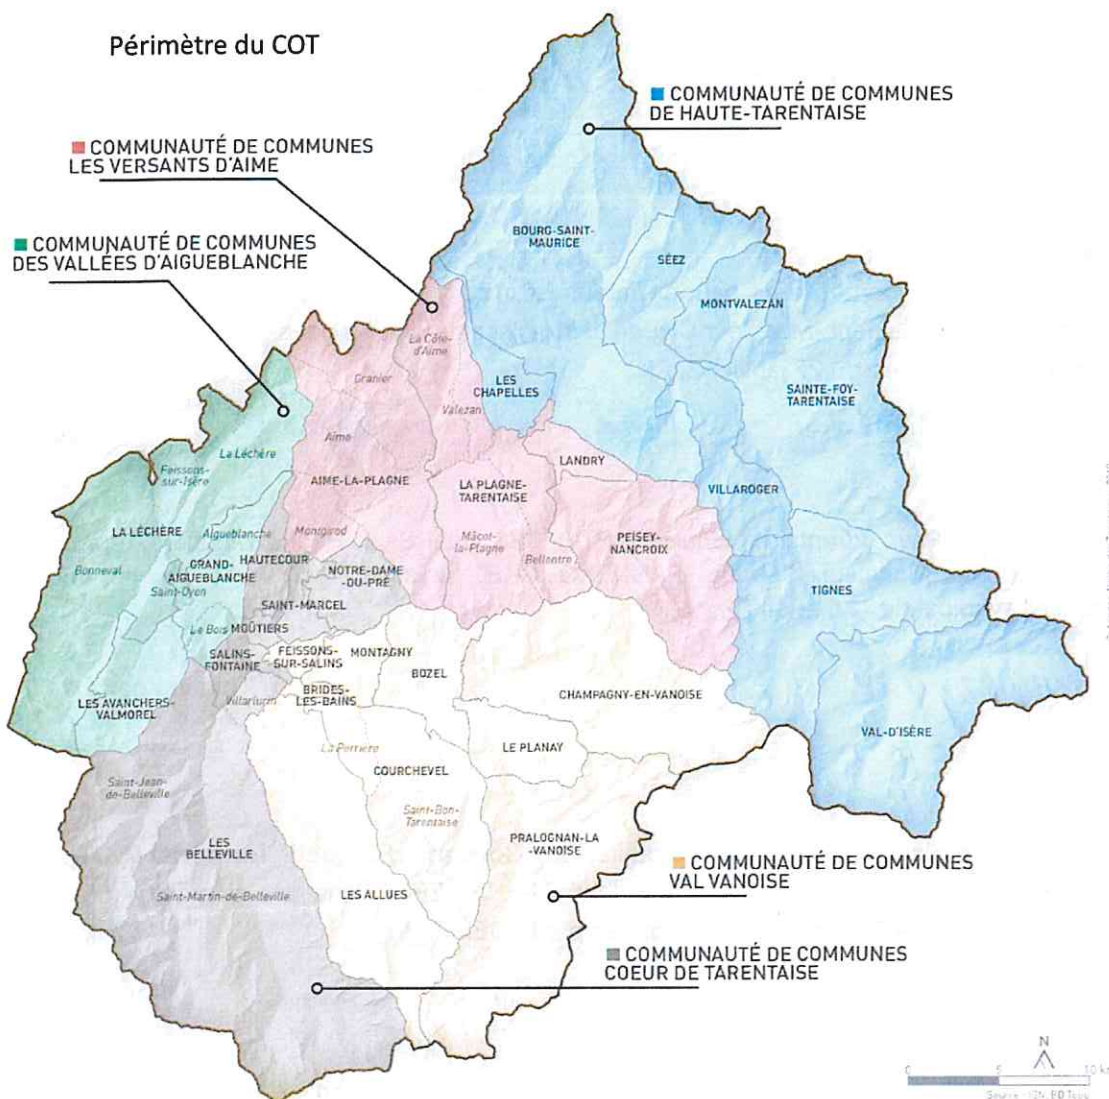 Périmètre du COT
COMMUNAUTÉ DE COMMUNES
DE HAUTE-TARENTAISE
COMMUNAUTÉ DE COMMUNES
LES VERSANTS D'AIME
COMMUNAUTÉ DE COMMUNES
DES VALLÉES D'AIGUEBLANCHE
BOURG-SAINT-
MAURICE
SÉEZ
MONTVALEZAN
La Côte-
d'Aime
Granier
LES
CHAPELLES
SAINTE-FOY-
TARENTAISE
Valezan
Aime
La Léchère
LANDRY
Feissons-
sur-Isère
AIME-LA-PLAGNE
LA PLAGNE-
TARENTAISE
VILLAROGER
LA LÉCHÈRE
Aigueblanche
Montgirod
Mâcot-
la-Plagne
PEISEY-
NANCROIX
HAUTECOUR
Bellentre
Bonneval
GRAND-
AIGUEBLANCHE
NOTRE-DAME
-DU-PRÉ
Saint-Oyen
TIGNES
SAINT-MARCEL
Le Bois
MOÛTIERS
SALINS-
FONTAINE
FEISSONS-
SUR-SALINS
MONTAGNY
BOZEL
CHAMPAGNY-EN-VANOISE
Villarlurin
BRIDES-
LES-BAINS
LES AVANCHERS-
VALMOREL
VAL-D'ISÈRE
La Perrière
LE PLANAY
COURCHEVEL
Saint-Jean-
de-Belleville
Saint-Bon-
Tarentaise
LES
BELLEVILLE
PRALOGNAN-LA
-VANOISE
COMMUNAUTÉ DE COMMUNES
VAL VANOISE
Saint-Martin-de-Belleville
LES ALLUES
COMMUNAUTÉ DE COMMUNES
COEUR DE TARENTAISE
N
0 5 10 km
Source : IGN, BD Topo